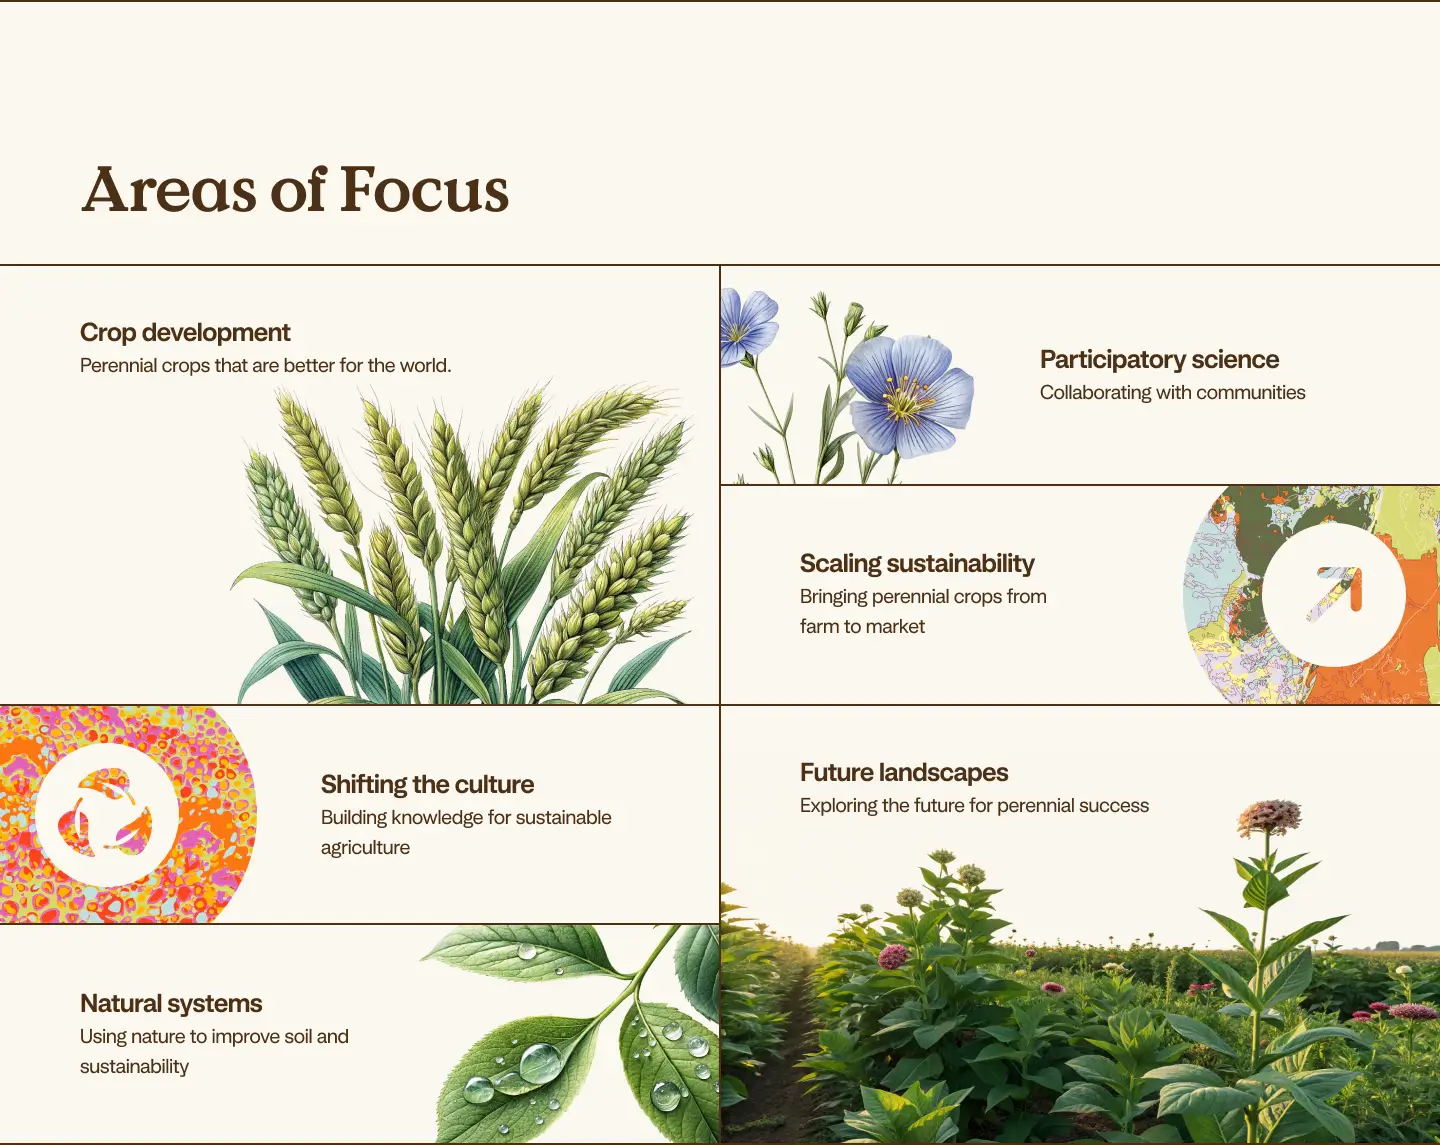 Areas of Focus
Crop development
Perennial crops that are better for the world.
Participatory science
Collaborating with communities
Scaling sustainability
Bringing perennial crops from
farm to market
Shifting the culture
Building knowledge for sustainable
agriculture
Future landscapes
Exploring the future for perennial success
Natural systems
Using nature to improve soil and
sustainability